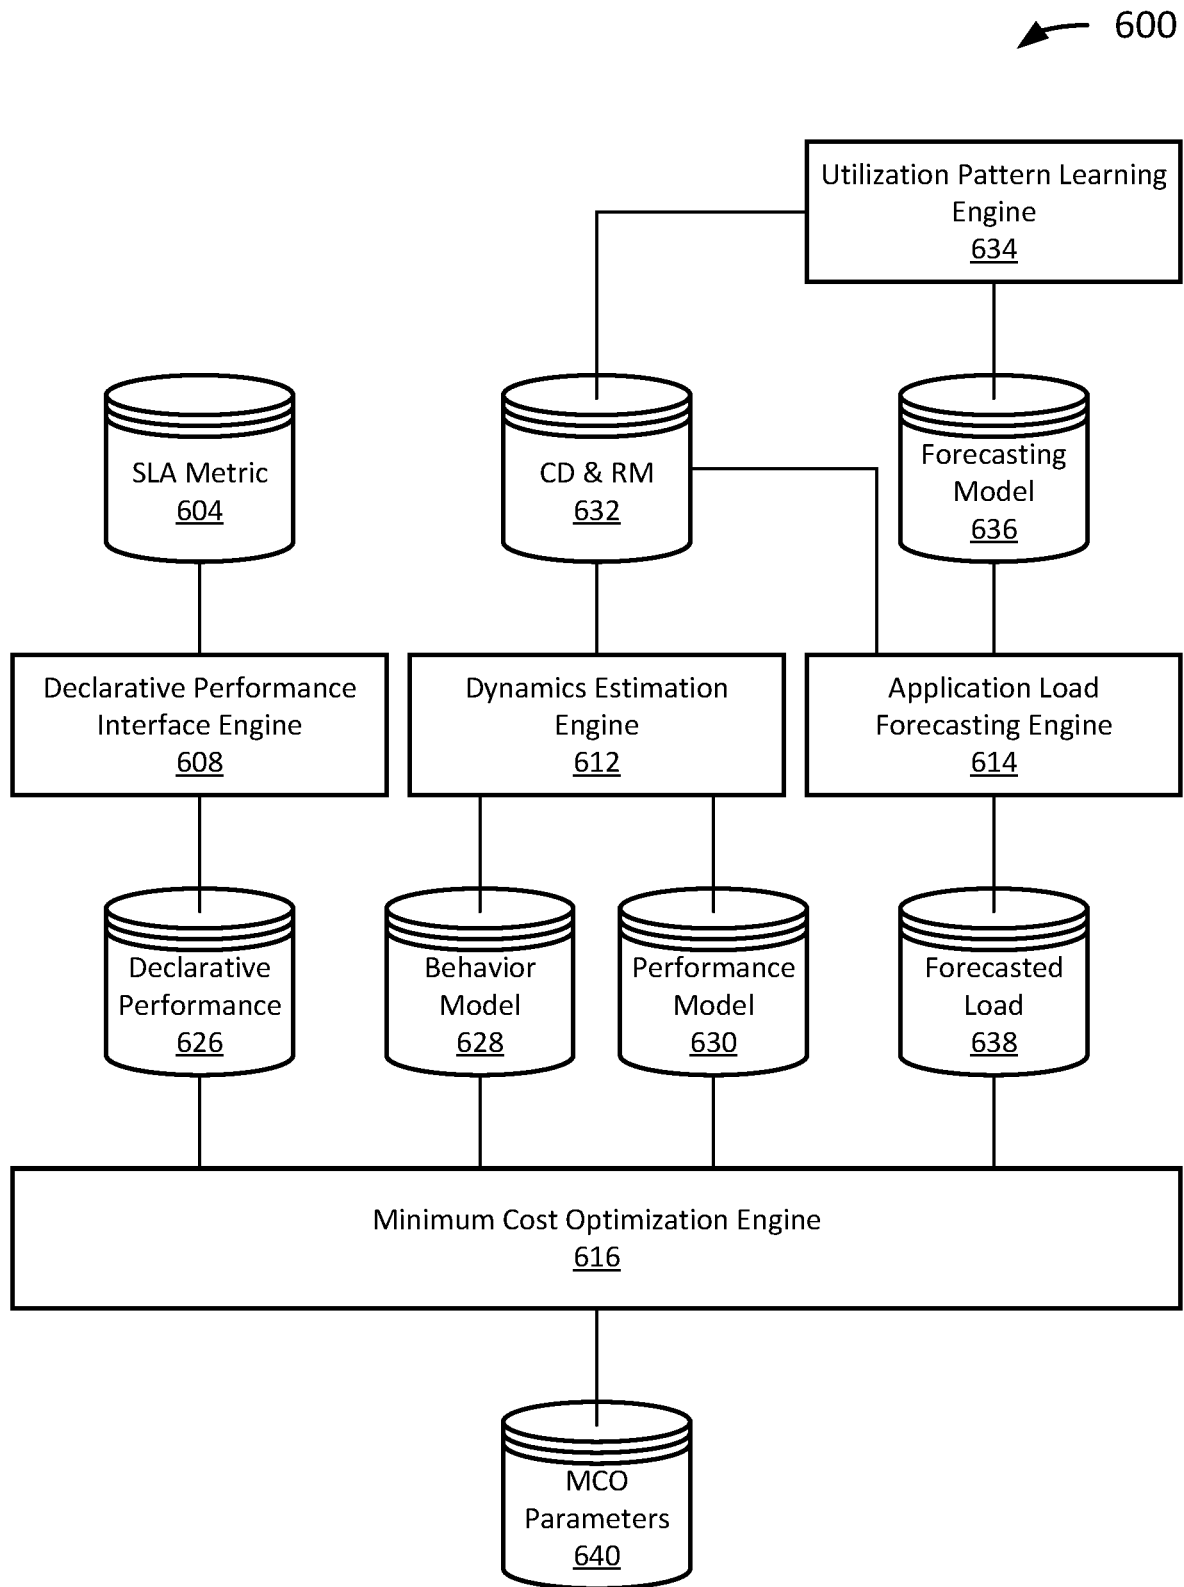 600
Utilization Pattern Learning
Engine
634
SLA Metric
604
CD & RM
632
Forecasting
Model
636
Declarative Performance
Interface Engine
608
Dynamics Estimation
Engine
612
Application Load
Forecasting Engine
614
Declarative
Performance
626
Behavior
Model
628
Performance
Model
630
Forecasted
Load
638
Minimum Cost Optimization Engine
616
MCO
Parameters
640